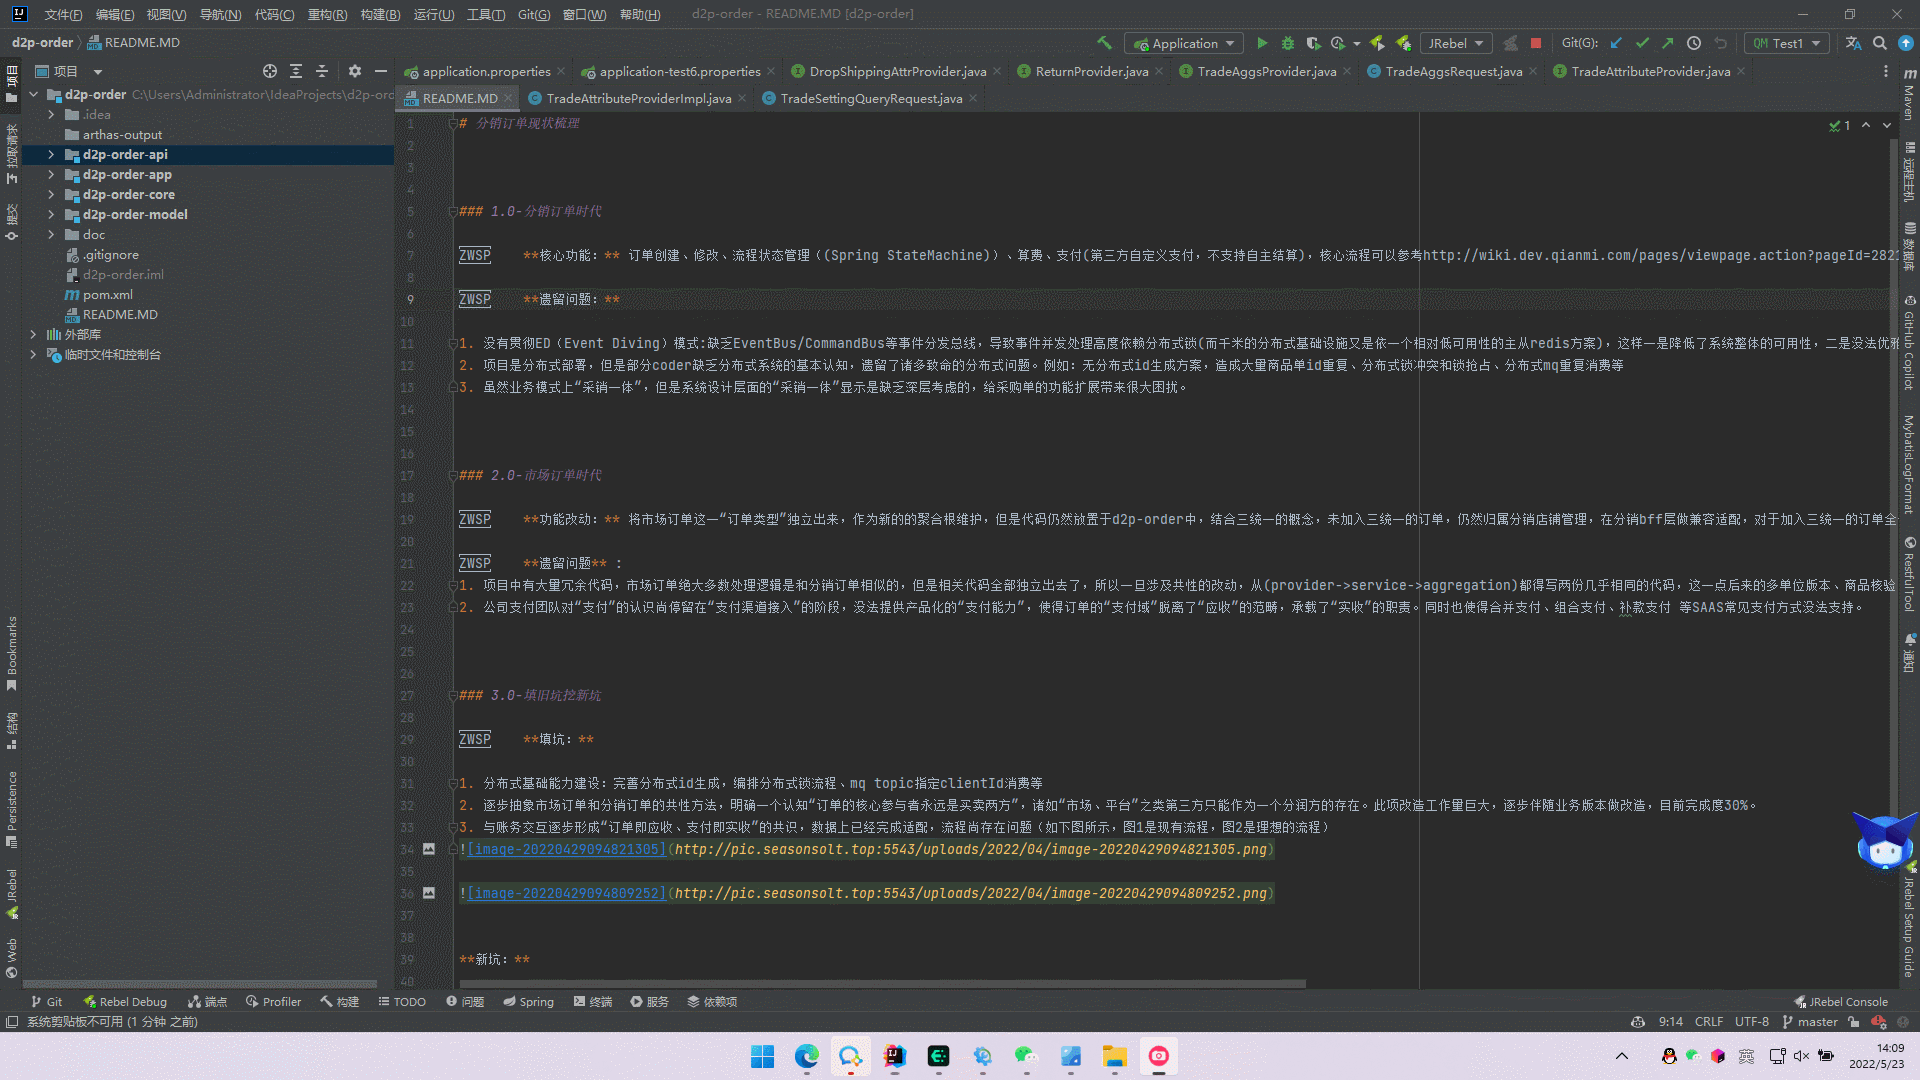 文件(F) 编辑(E) 视图(V) 导航(N) 代码(C) 重构(R) 构建(B) 运行(U) 工具(T) Git(G) 窗口(W) 帮助(H) d2p-order - README.MD [d2p-order]
d2p-order README.MD Application JRebel Git(G): QM Test1
项目
application.properties application-test6.properties DropShippingAttrProvider.java ReturnProvider.java TradeAggsProvider.java TradeAggsRequest.java TradeAttributeProvider.java
README.MD TradeAttributeProviderImpl.java TradeSettingQueryRequest.java
d2p-order C:\Users\Administrator\IdeaProjects\d2p-orc
.idea
arthas-output
d2p-order-api
d2p-order-app
d2p-order-core
d2p-order-model
doc
.gitignore
d2p-order.iml
pom.xml
README.MD
外部库
临时文件和控制台
项目
拉取请求
提交
Bookmarks
结构
Persistence
JRebel
Web
1 # 分销订单现状梳理
2
3
4
5 ### 1.0-分销订单时代
6
7 ZWSP **核心功能：** 订单创建、修改、流程状态管理（(Spring StateMachine)）、算费、支付(第三方自定义支付，不支持自主结算)，核心流程可以参考http://wiki.dev.qianmi.com/pages/viewpage.action?pageId=2821
8
9 ZWSP **遗留问题：**
10
11 1. 没有贯彻ED（Event Diving）模式:缺乏EventBus/CommandBus等事件分发总线，导致事件并发处理高度依赖分布式锁(而千米的分布式基础设施又是依一个相对低可用性的主从redis方案)，这样一是降低了系统整体的可用性，二是没法优雅
12 2. 项目是分布式部署，但是部分coder缺乏分布式系统的基本认知，遗留了诸多致命的分布式问题。例如：无分布式id生成方案，造成大量商品单id重复、分布式锁冲突和锁抢占、分布式mq重复消费等
13 3. 虽然业务模式上“采销一体”，但是系统设计层面的“采销一体”显示是缺乏深层考虑的，给采购单的功能扩展带来很大困扰。
14
15
16
17 ### 2.0-市场订单时代
18
19 ZWSP **功能改动：** 将市场订单这一“订单类型”独立出来，作为新的的聚合根维护，但是代码仍然放置于d2p-order中，结合三统一的概念，未加入三统一的订单，仍然归属分销店铺管理，在分销bff层做兼容适配，对于加入三统一的订单全
20
21 ZWSP **遗留问题** ：
22 1. 项目中有大量冗余代码，市场订单绝大多数处理逻辑是和分销订单相似的，但是相关代码全部独立出去了，所以一旦涉及共性的改动，从(provider->service->aggregation)都得写两份几乎相同的代码，这一点后来的多单位版本、商品核验
23 2. 公司支付团队对“支付”的认识尚停留在“支付渠道接入”的阶段，没法提供产品化的“支付能力”，使得订单的“支付域”脱离了“应收”的范畴，承载了“实收”的职责。同时也使得合并支付、组合支付、补款支付 等SAAS常见支付方式没法支持。
24
25
26
27 ### 3.0-填旧坑挖新坑
28
29 ZWSP **填坑：**
30
31 1. 分布式基础能力建设：完善分布式id生成，编排分布式锁流程、mq topic指定clientId消费等
32 2. 逐步抽象市场订单和分销订单的共性方法，明确一个认知“订单的核心参与者永远是买卖两方”，诸如“市场、平台”之类第三方只能作为一个分润方的存在。此项改造工作量巨大，逐步伴随业务版本做改造，目前完成度30%。
33 3. 与账务交互逐步形成“订单即应收、支付即实收”的共识，数据上已经完成适配，流程尚存在问题（如下图所示，图1是现有流程，图2是理想的流程）
34 ![image-20220429094821305](http://pic.seasonsolt.top:5543/uploads/2022/04/image-20220429094821305.png)
35
36 ![image-20220429094809252](http://pic.seasonsolt.top:5543/uploads/2022/04/image-20220429094809252.png)
37
38
39 **新坑：**
40
1
Maven
远程主机
数据库
GitHub Copilot
MybatisLogFormat
RestfulTool
通知
JRebel Setup Guide
Git Rebel Debug 端点 Profiler 构建 TODO 问题 Spring 终端 服务 依赖项 JRebel Console
系统剪贴板不可用 (1 分钟 之前) 9:14 CRLF UTF-8 master
英 14:09
2022/5/23